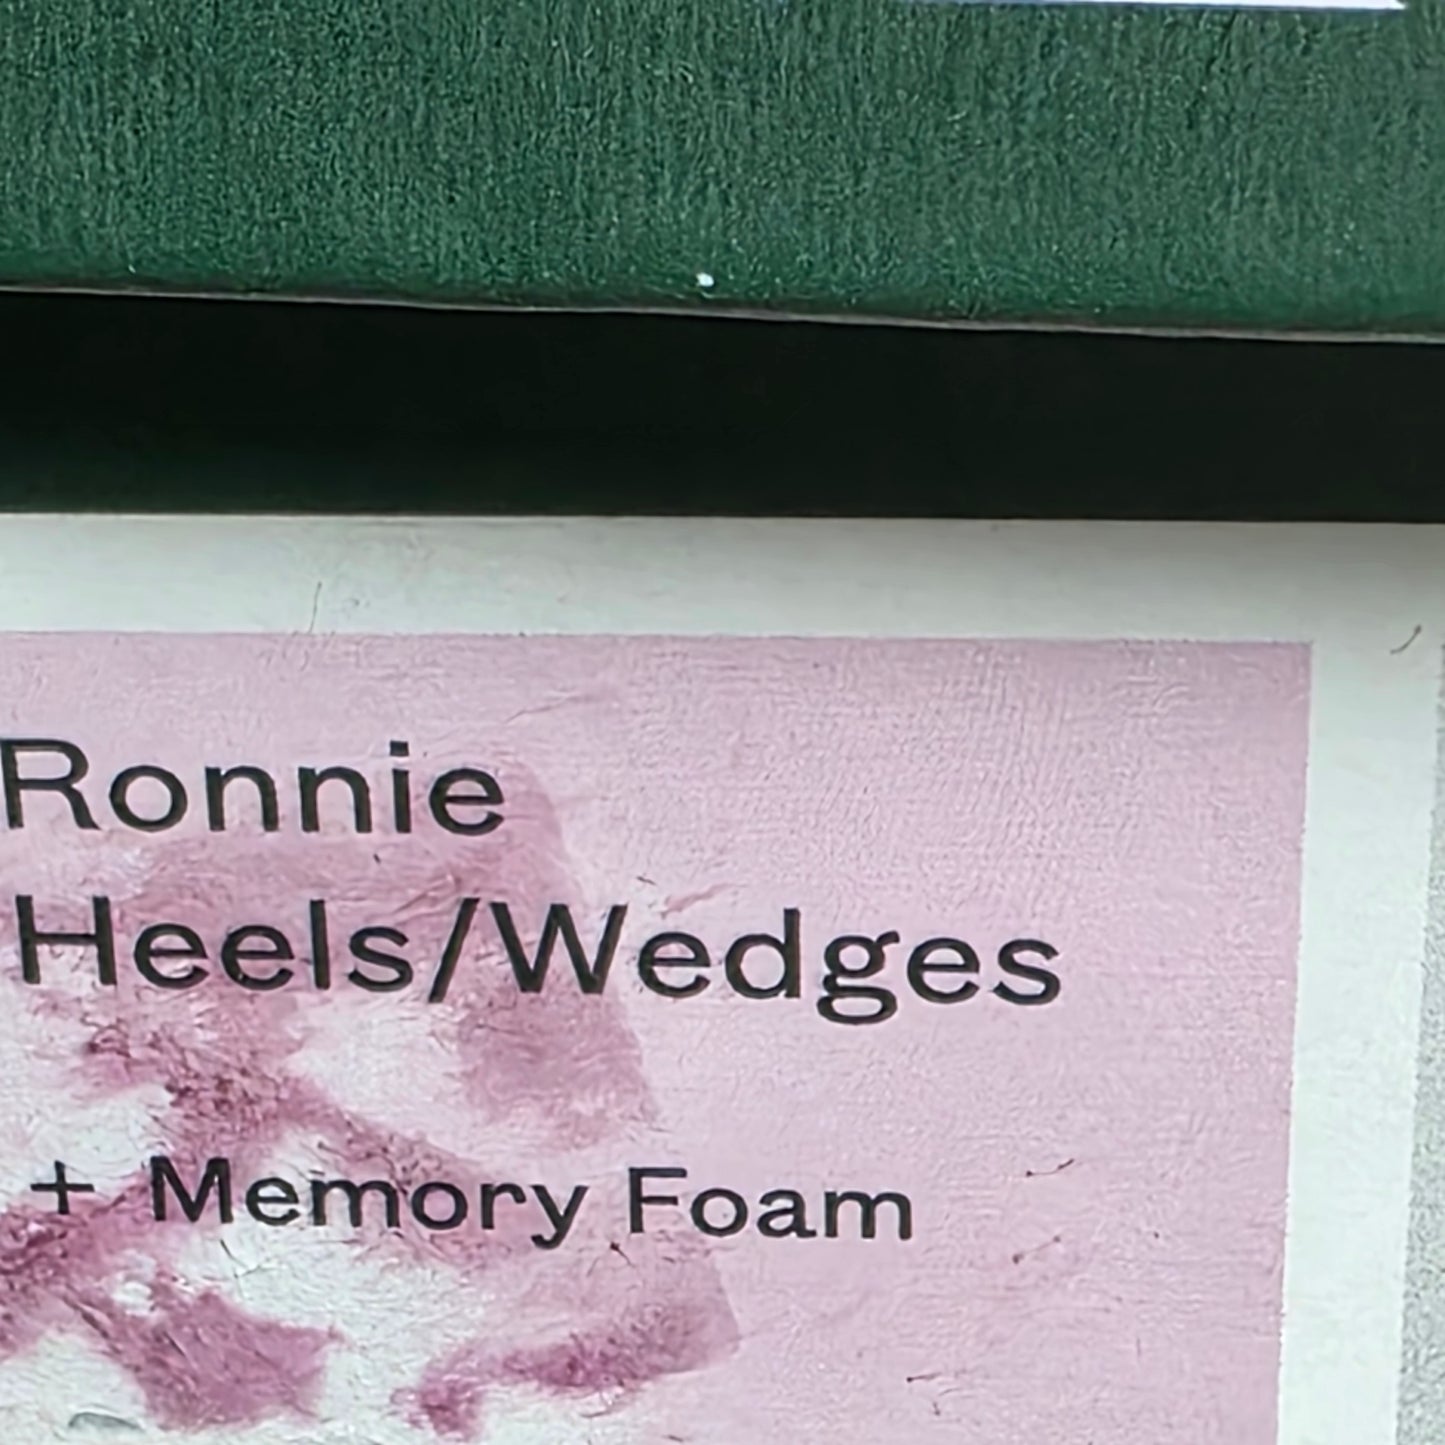 Ronnie
Heels/Wedges
+ Memory Foam